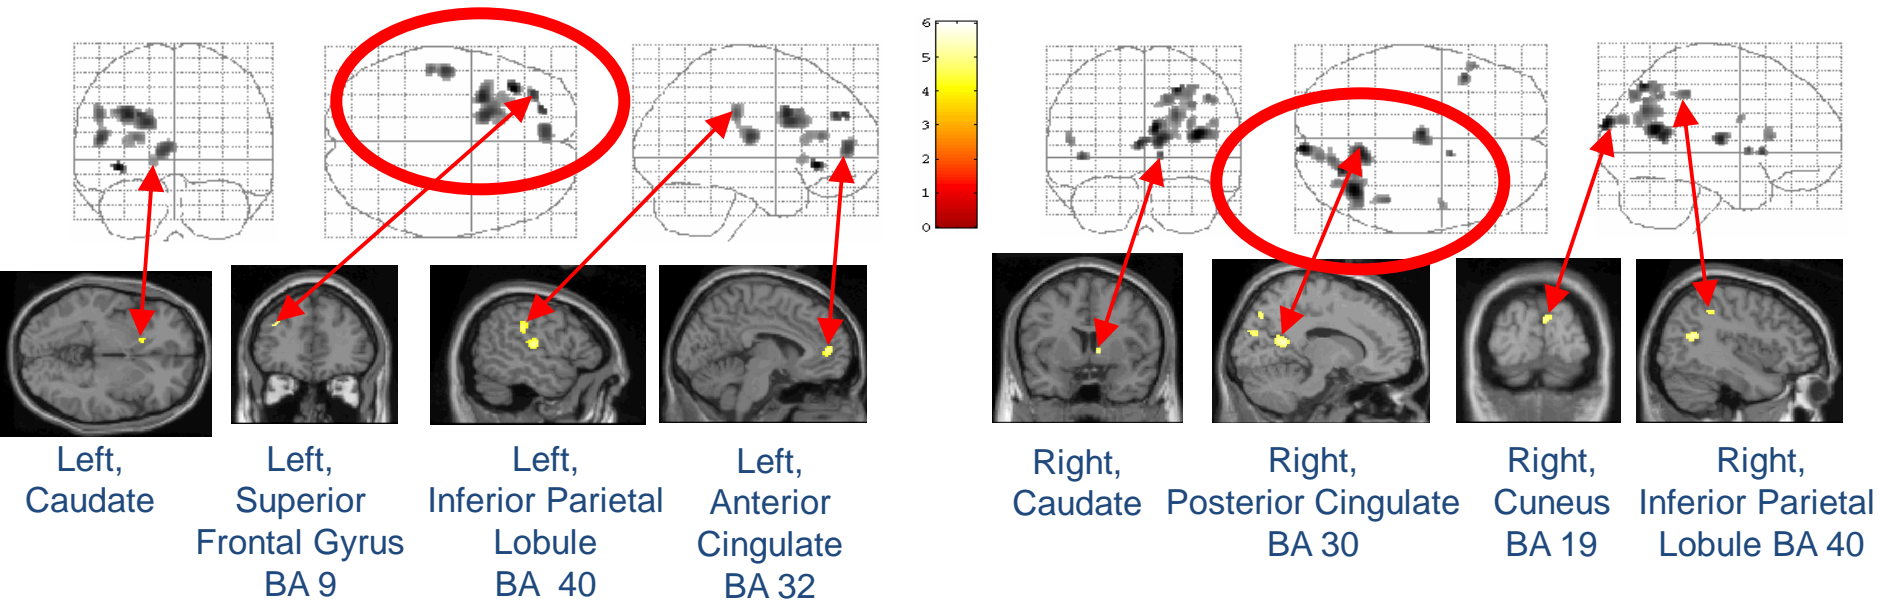 6
5
4
3
2
1
0
Left,
Caudate
Left,
Superior
Frontal Gyrus
BA 9
Left,
Inferior Parietal
Lobule
BA  40
Left,
Anterior
Cingulate
BA 32
Right,
Caudate
Right,
Posterior Cingulate
BA 30
Right,
Cuneus
BA 19
Right,
Inferior Parietal
Lobule BA 40